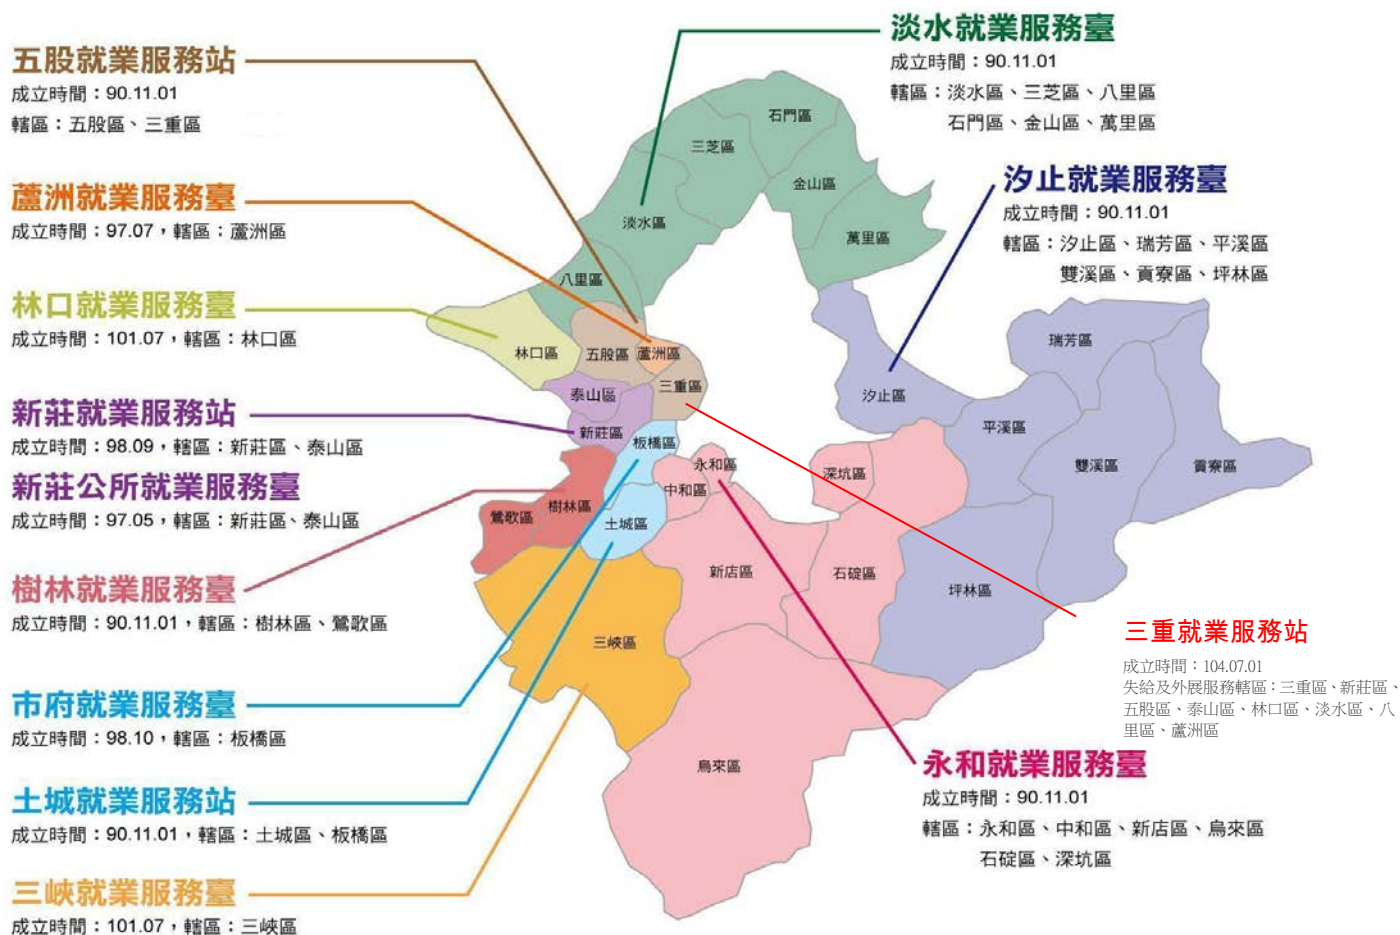 五股就業服務站
成立時間：90.11.01
轄區：五股區、三重區
蘆洲就業服務臺
成立時間：97.07，轄區：蘆洲區
林口就業服務臺
成立時間：101.07，轄區：林口區
新莊就業服務站
成立時間：98.09，轄區：新莊區、泰山區
新莊公所就業服務臺
成立時間：97.05，轄區：新莊區、泰山區
樹林就業服務臺
成立時間：90.11.01，轄區：樹林區、鶯歌區
市府就業服務臺
成立時間：98.10，轄區：板橋區
土城就業服務站
成立時間：90.11.01，轄區：土城區、板橋區
三峽就業服務臺
成立時間：101.07，轄區：三峽區
石門區
三芝區
金山區
淡水區
萬里區
八里區
林口區
五股區
蘆洲區
三重區
泰山區
新莊區
板橋區
永和區
中和區
樹林區
鶯歌區
土城區
三峽區
新店區
烏來區
深坑區
石碇區
汐止區
瑞芳區
平溪區
雙溪區
貢寮區
坪林區
淡水就業服務臺
成立時間：90.11.01
轄區：淡水區、三芝區、八里區
石門區、金山區、萬里區
汐止就業服務臺
成立時間：90.11.01
轄區：汐止區、瑞芳區、平溪區
雙溪區、貢寮區、坪林區
三重就業服務站
成立時間：104.07.01
失給及外展服務轄區：三重區、新莊區、
五股區、泰山區、林口區、淡水區、八
里區、蘆洲區
永和就業服務臺
成立時間：90.11.01
轄區：永和區、中和區、新店區、烏來區
石碇區、深坑區